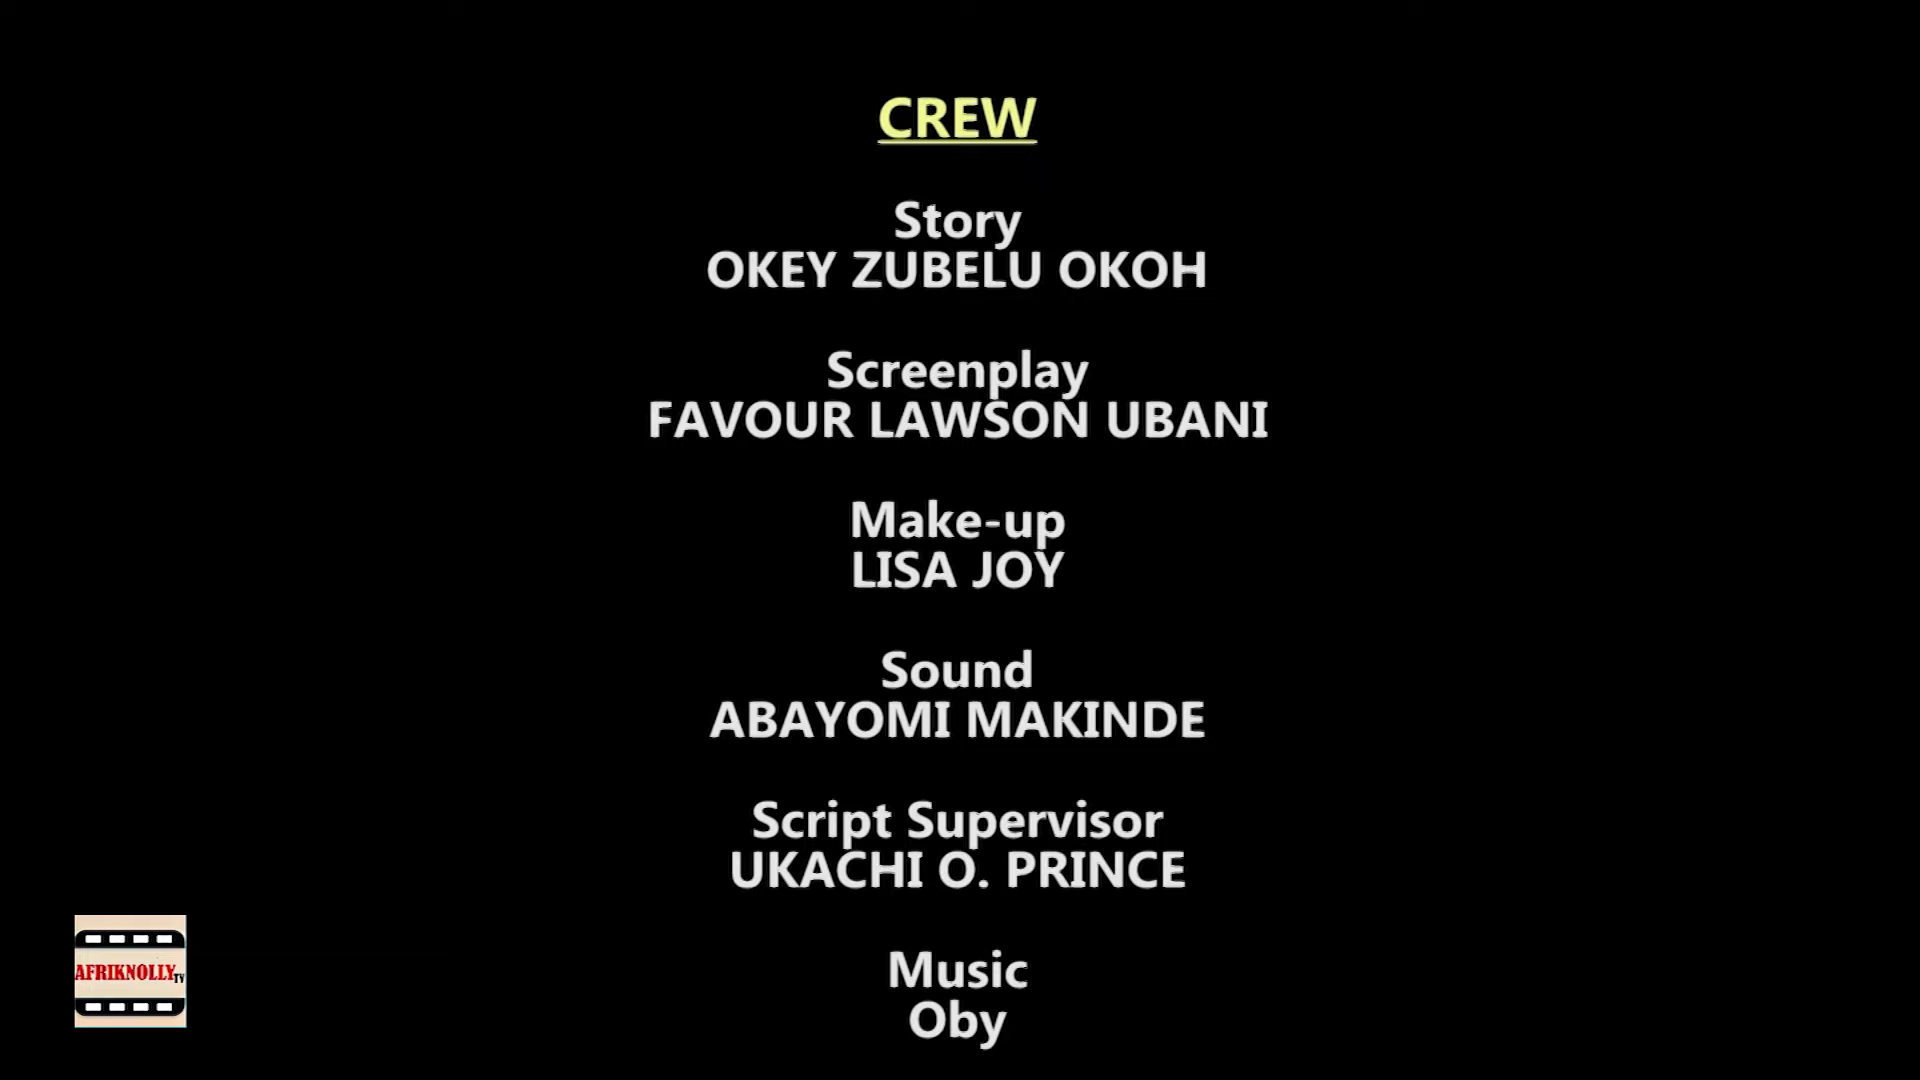 CREW
Story
OKEY ZUBELU OKOH
Screenplay
FAVOUR LAWSON UBANI
Make-up
LISA JOY
Sound
ABAYOMI MAKINDE
Script Supervisor
UKACHI O. PRINCE
Music
Oby
AFRIKNOLLY TV